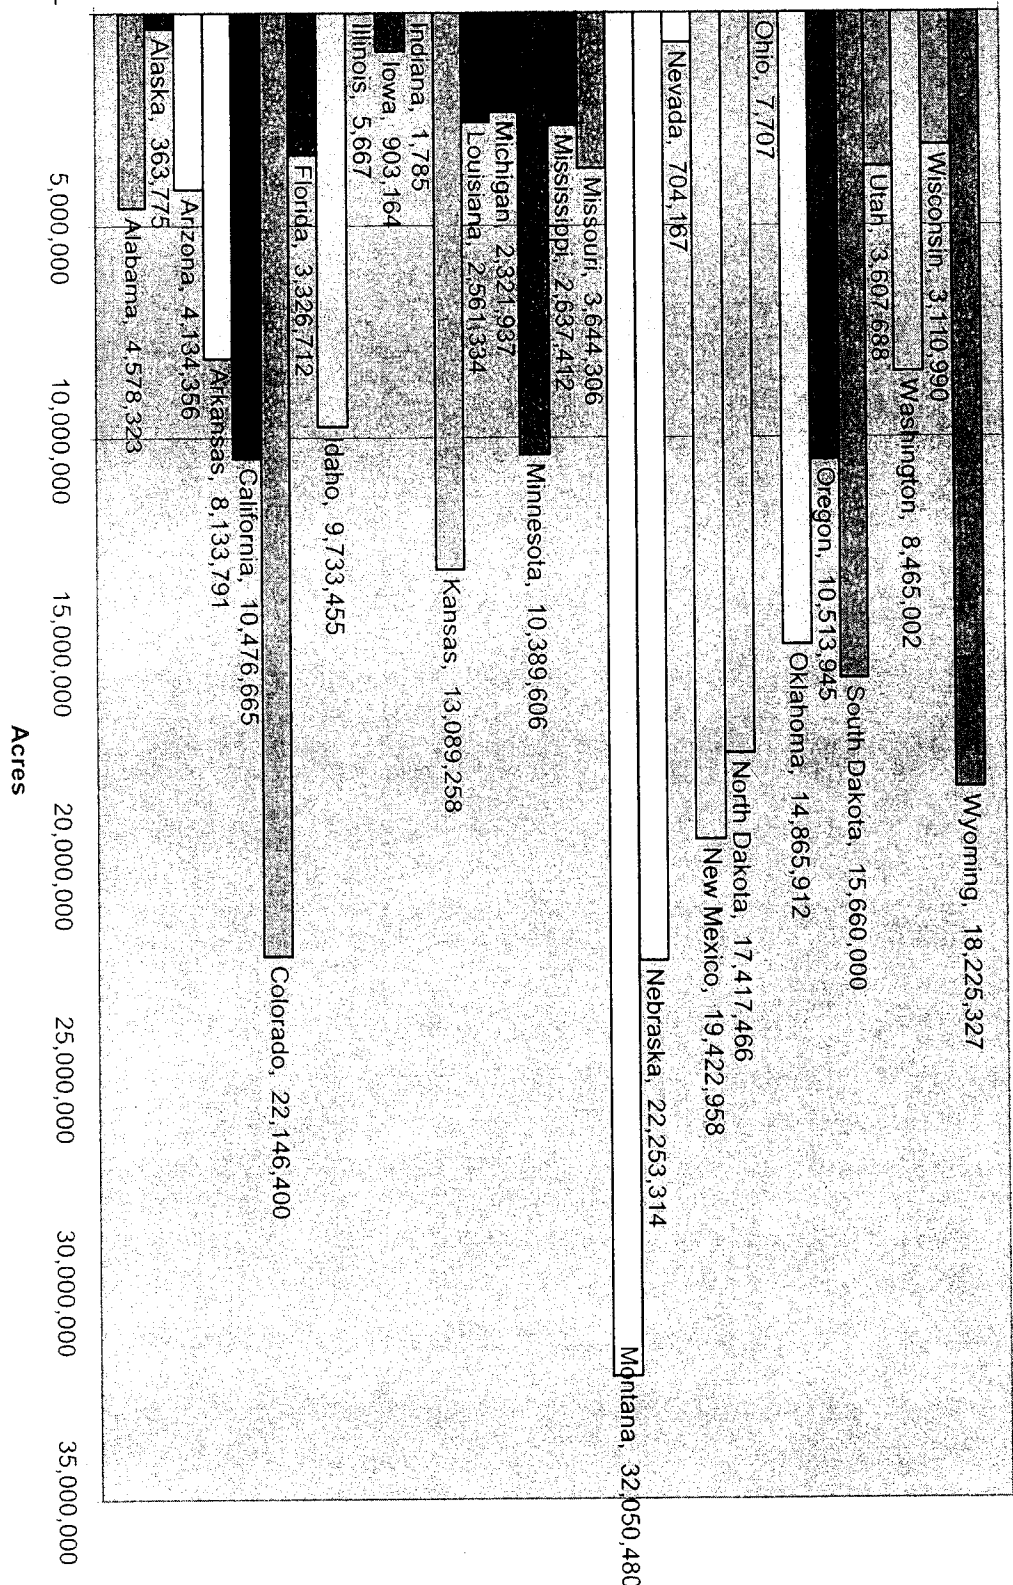 Wyoming, 18,225,327
Wisconsin, 3,110,990
Washington, 8,465,002
Utah, 3,607,688
South Dakota, 15,660,000
Oregon, 10,513,945
Oklahoma, 14,865,912
Ohio, 7,707
North Dakota, 17,417,466
New Mexico, 19,422,958
Nevada, 704,167
Nebraska, 22,253,314
Montana, 32,050,480
Missouri, 3,644,306
Mississippi, 2,637,412
Minnesota, 10,389,606
Michigan, 2,321,937
Louisiana, 2,561,334
Kansas, 13,089,258
Indiana, 1,785
Iowa, 903,164
Illinois, 5,667
Idaho, 9,733,455
Florida, 3,326,712
Colorado, 22,146,400
California, 10,476,665
Arkansas, 8,133,791
Arizona, 4,134,356
Alaska, 363,775
Alabama, 4,578,323
- 5,000,000 10,000,000 15,000,000 20,000,000 25,000,000 30,000,000 35,000,000
Acres